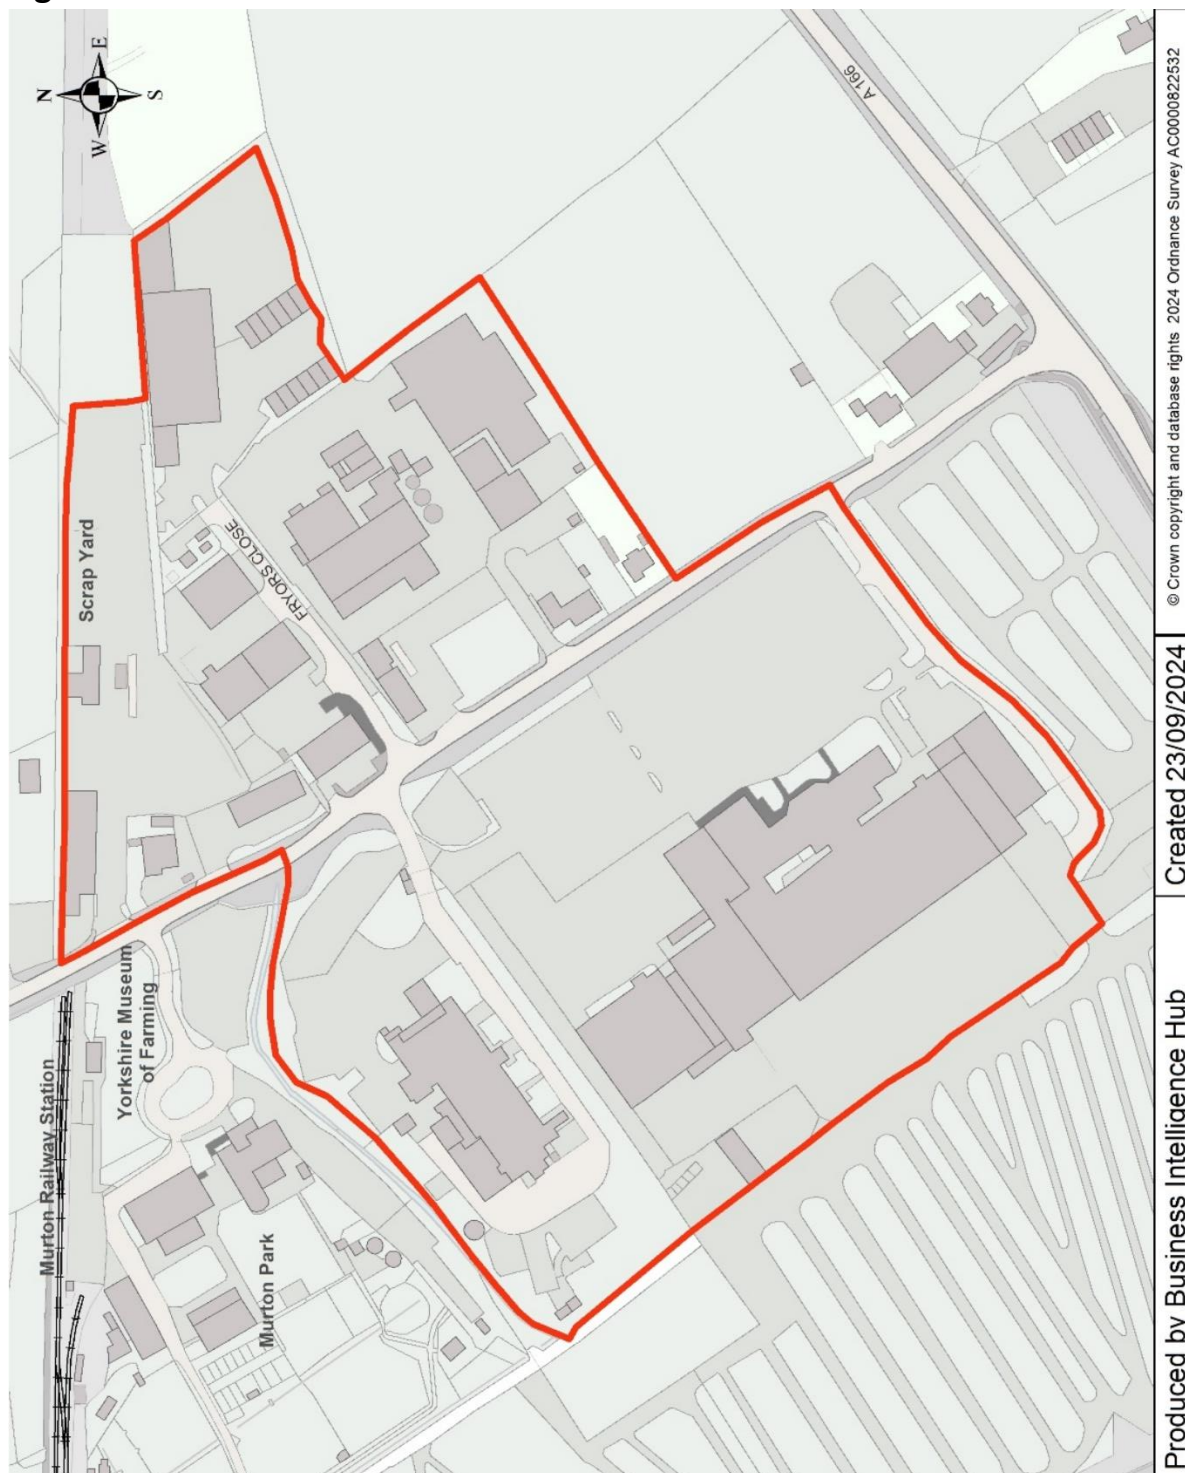 N
E
S
W
A 166
Scrap Yard
FRYORS CLOSE
Yorkshire Museum
of Farming
Murton Railway Station
Murton Park
Produced by Business Intelligence Hub
Created 23/09/2024
© Crown copyright and database rights 2024 Ordnance Survey AC0000822532